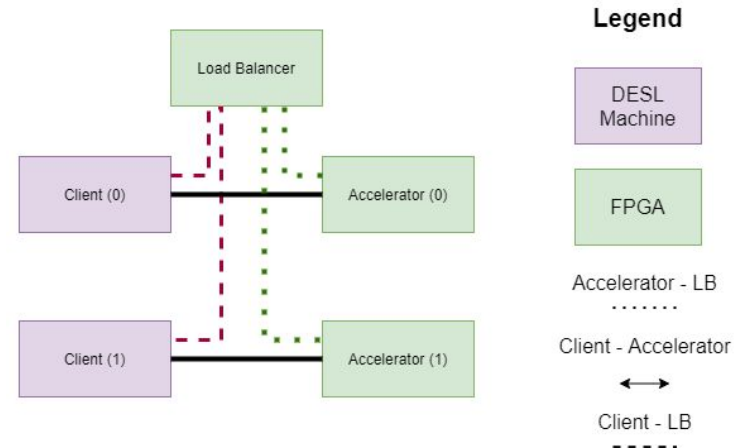 Legend
Load Balancer
DESL
Machine
Client (0)
Accelerator (0)
FPGA
Accelerator - LB
Client - Accelerator
Client (1)
Accelerator (1)
Client - LB